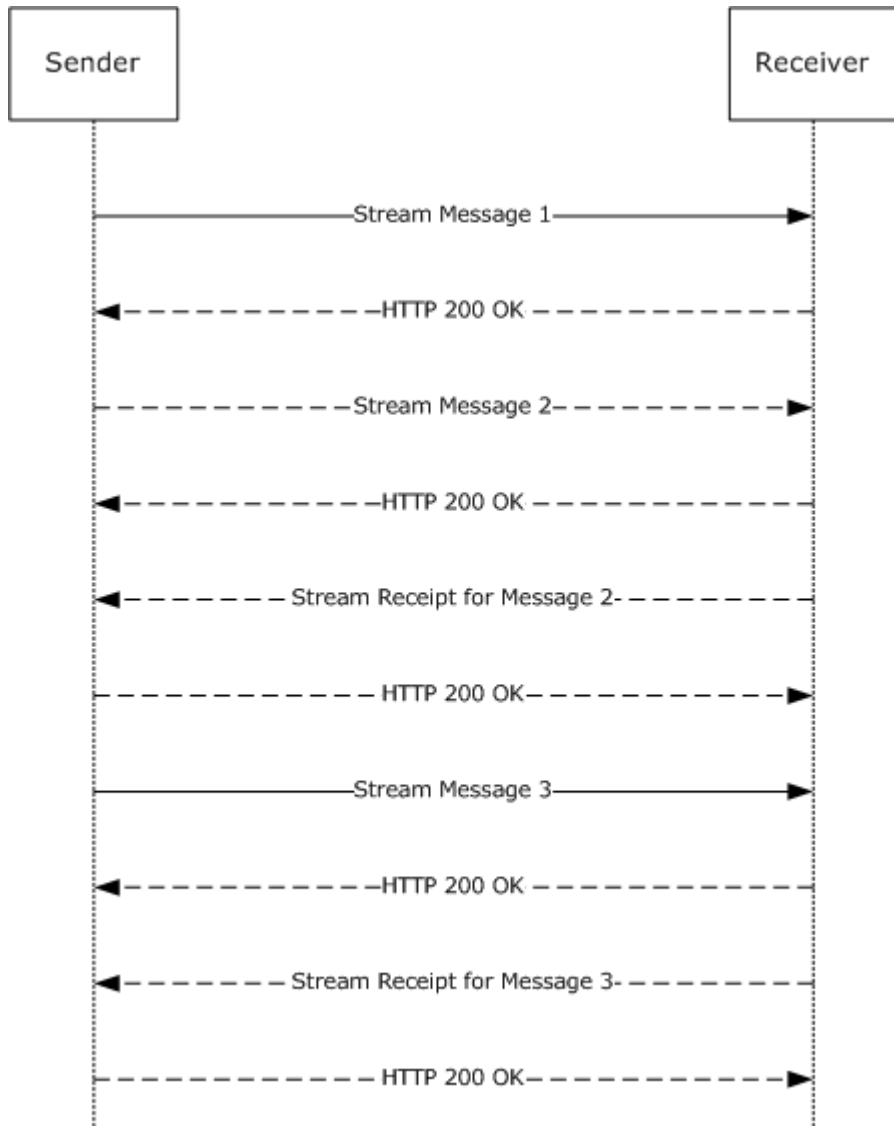 Sender
Receiver
Stream Message 1
HTTP 200 OK
Stream Message 2
HTTP 200 OK
Stream Receipt for Message 2
HTTP 200 OK
Stream Message 3
HTTP 200 OK
Stream Receipt for Message 3
HTTP 200 OK